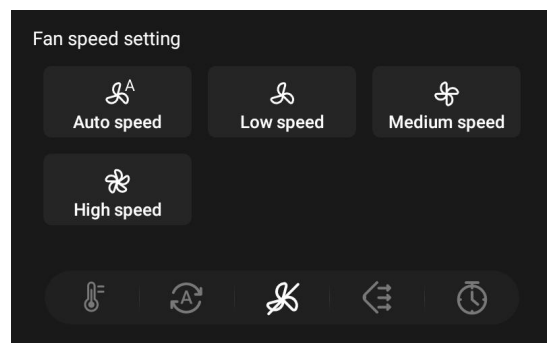 Fan speed setting
A
Auto speed
Low speed
Medium speed
High speed
A